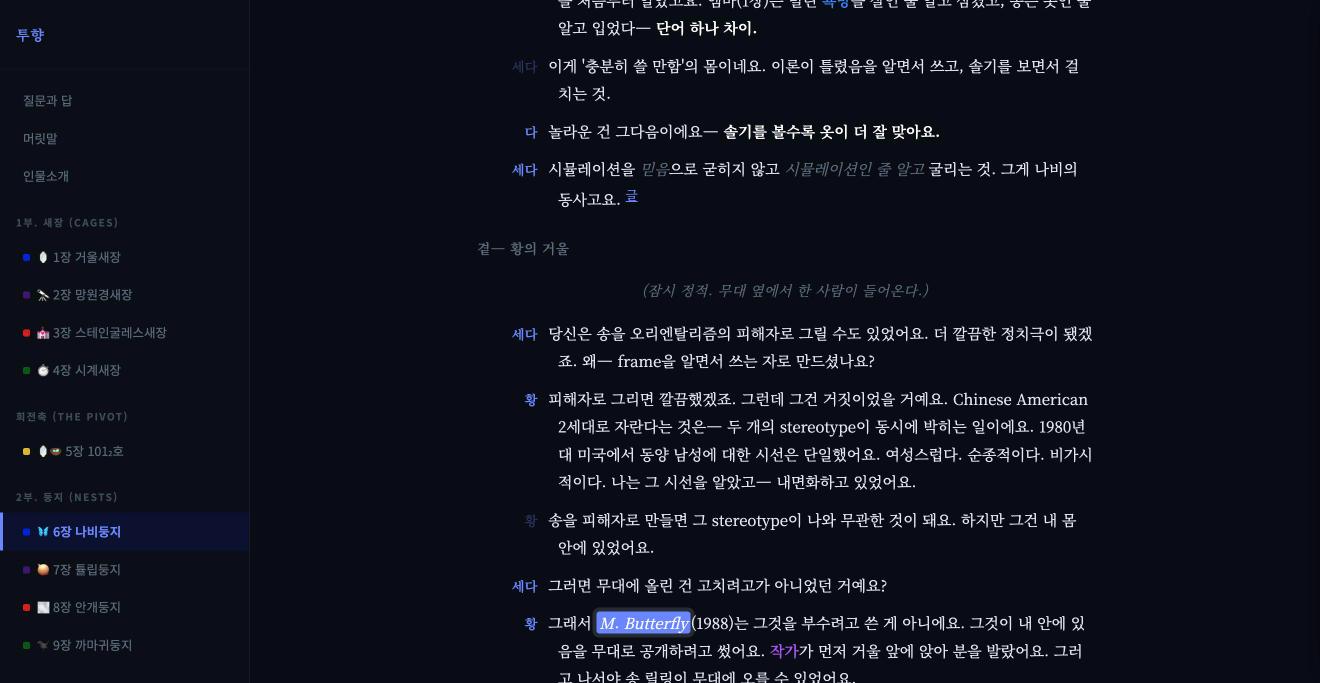 투향
질문과 답
머릿말
인물소개
1부. 새장 (CAGES)
1장 거울새장
2장 망원경새장
3장 스테인굴레스새장
4장 시계새장
회전축 (THE PIVOT)
5장 101₂호
2부. 둥지 (NESTS)
6장 나비둥지
7장 튤립둥지
8장 안개둥지
9장 까마귀둥지
알고 입었다— 단어 하나 차이.
세다 이게 '충분히 쓸 만함'의 몸이네요. 이론이 틀렸음을 알면서 쓰고, 솔기를 보면서 걸
치는 것.
다 놀라운 건 그다음이에요— 솔기를 볼수록 옷이 더 잘 맞아요.
세다 시뮬레이션을 믿음으로 굳히지 않고 시뮬레이션인 줄 알고 굴리는 것. 그게 나비의
동사고요. 글
곁— 황의 거울
(잠시 정적. 무대 옆에서 한 사람이 들어온다.)
세다 당신은 송을 오리엔탈리즘의 피해자로 그릴 수도 있었어요. 더 깔끔한 정치극이 됐겠
죠. 왜— frame을 알면서 쓰는 자로 만드셨나요?
황 피해자로 그리면 깔끔했겠죠. 그런데 그건 거짓이었을 거예요. Chinese American
2세대로 자란다는 것은— 두 개의 stereotype이 동시에 박히는 일이에요. 1980년
대 미국에서 동양 남성에 대한 시선은 단일했어요. 여성스럽다. 순종적이다. 비가시
적이다. 나는 그 시선을 알았고— 내면화하고 있었어요.
황 송을 피해자로 만들면 그 stereotype이 나와 무관한 것이 돼요. 하지만 그건 내 몸
안에 있었어요.
세다 그러면 무대에 올린 건 고치려고가 아니었던 거예요?
황 그래서 M. Butterfly(1988)는 그것을 부수려고 쓴 게 아니에요. 그것이 내 안에 있
음을 무대로 공개하려고 썼어요. 작가가 먼저 거울 앞에 앉아 분을 발랐어요. 그러
고 나서야 송 릴링이 무대에 오를 수 있었어요.